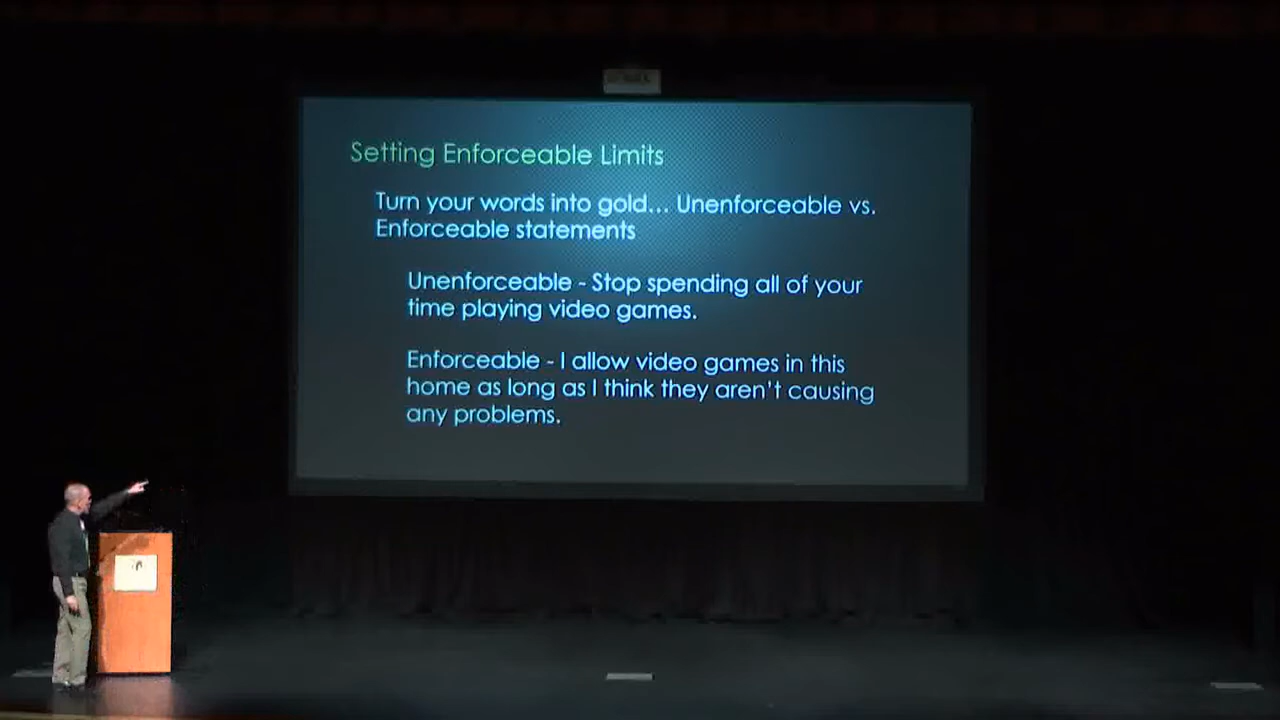 Setting Enforceable Limits
Turn your words into gold... Unenforceable vs.
Enforceable statements
Unenforceable - Stop spending all of your
time playing video games.
Enforceable - I allow video games in this
home as long as I think they aren't causing
any problems.